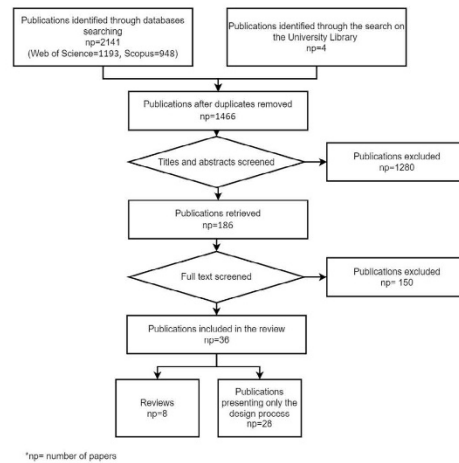 Publications identified through databases
searching
np=2141
(Web of Science=1193, Scopus=948)
Publications identified through the search on
the University Library
np=4
Publications after duplicates removed
np=1466
Titles and abstracts screened
Publications excluded
np=1280
Publications retrieved
np=186
Full text screened
Publications excluded
np= 150
Publications included in the review
np=36
Reviews
np=8
Publications
presenting only the
dosign process
np=28
*np= number of papers